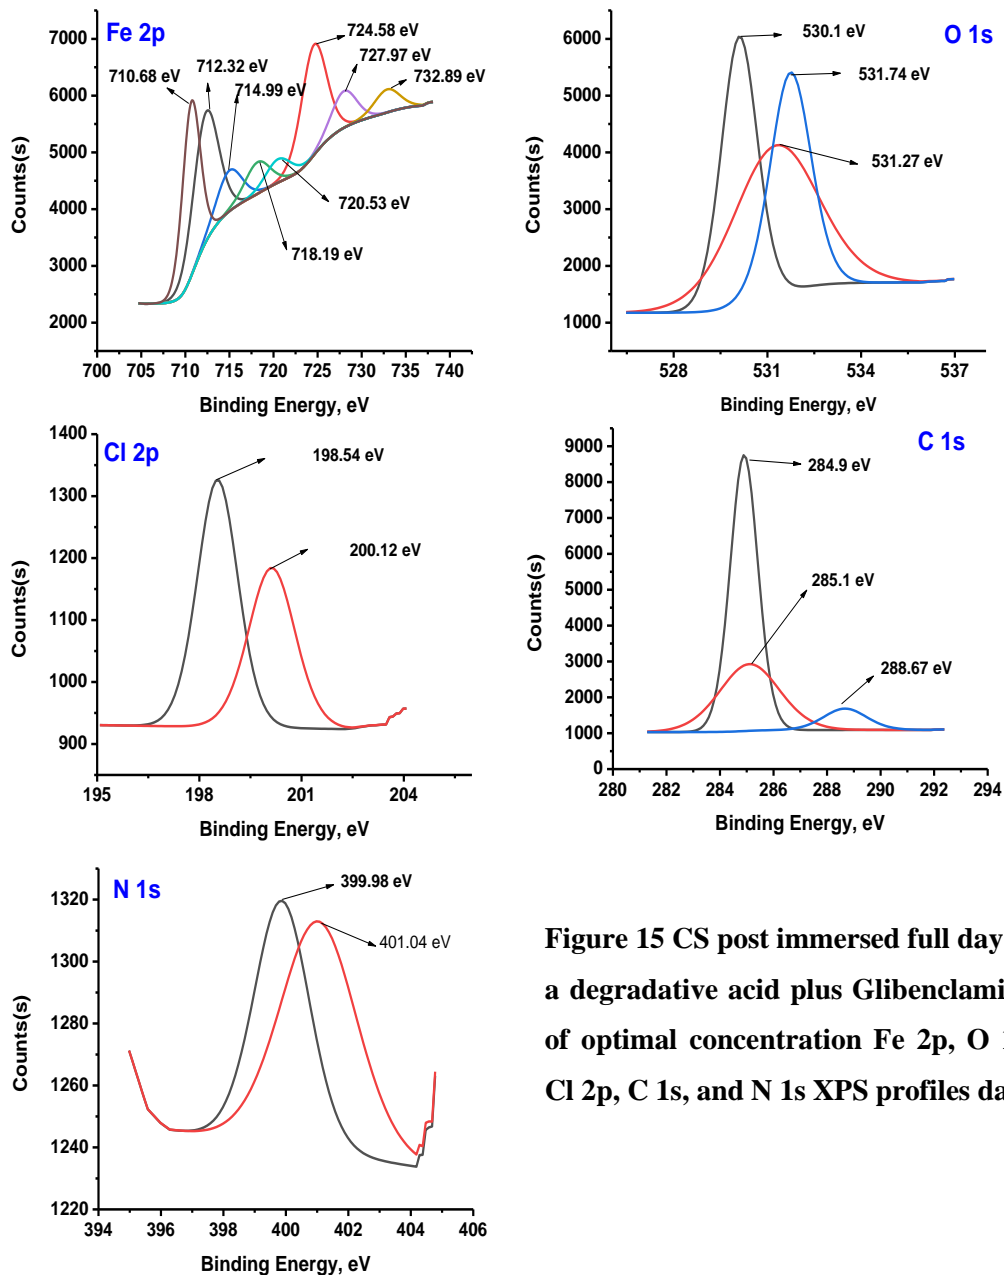 Fe 2p
724.58 eV
727.97 eV
732.89 eV
712.32 eV
710.68 eV
714.99 eV
720.53 eV
718.19 eV
7000
6000
5000
4000
3000
2000
Counts(s)
700 705 710 715 720 725 730 735 740
Binding Energy, eV
O 1s
530.1 eV
531.74 eV
531.27 eV
6000
5000
4000
3000
2000
1000
Counts(s)
528 531 534 537
Binding Energy, eV
Cl 2p
198.54 eV
200.12 eV
1400
1300
1200
1100
1000
900
Counts(s)
195 198 201 204
Binding Energy, eV
C 1s
284.9 eV
285.1 eV
288.67 eV
9000
8000
7000
6000
5000
4000
3000
2000
1000
0
Counts(s)
280 282 284 286 288 290 292 294
Binding Energy, eV
N 1s
399.98 eV
401.04 eV
1320
1300
1280
1260
1240
1220
Counts(s)
394 396 398 400 402 404 406
Binding Energy, eV
Figure 15 CS post immersed full day
a degradative acid plus Glibenclami
of optimal concentration Fe 2p, O
Cl 2p, C 1s, and N 1s XPS profiles da